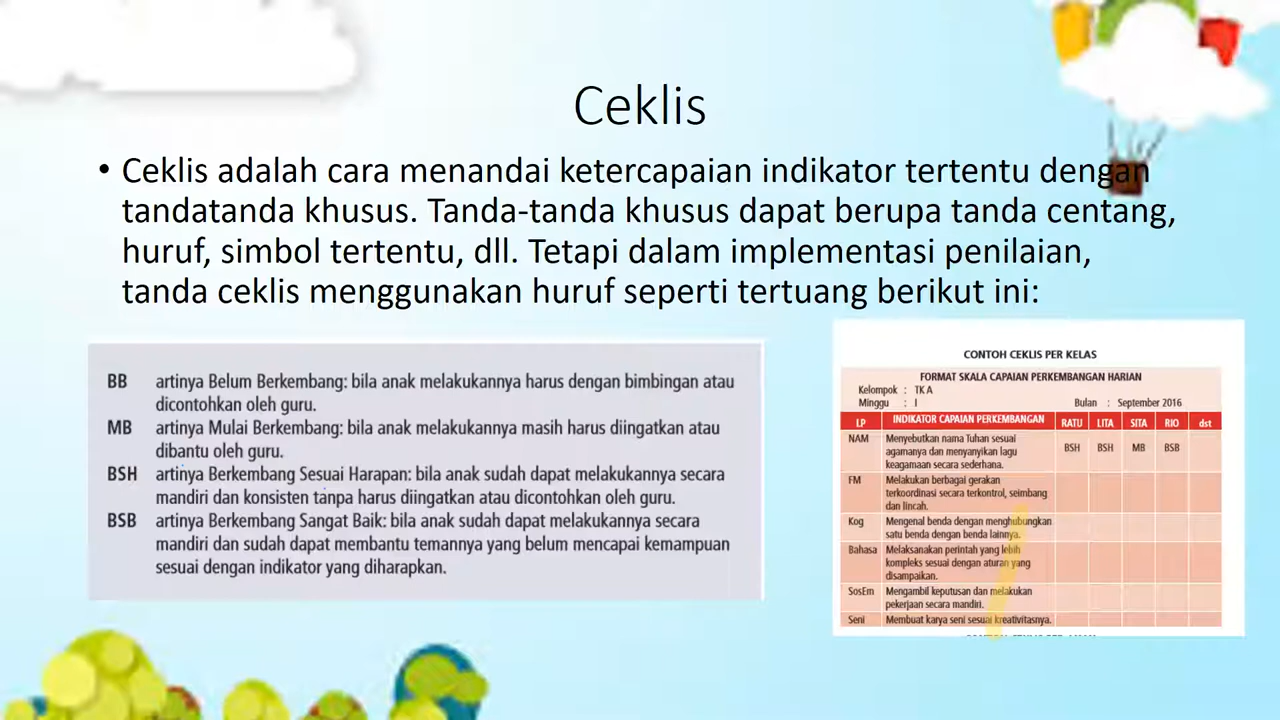 Ceklis
• Ceklis adalah cara menandai ketercapaian indikator tertentu dengan
tandatanda khusus. Tanda-tanda khusus dapat berupa tanda centang,
huruf, simbol tertentu, dll. Tetapi dalam implementasi penilaian,
tanda ceklis menggunakan huruf seperti tertuang berikut ini:
BB artinya Belum Berkembang: bila anak melakukannya harus dengan bimbingan atau
dicontohkan oleh guru.
MB artinya Mulai Berkembang: bila anak melakukannya masih harus diingatkan atau
dibantu oleh guru.
BSH artinya Berkembang Sesuai Harapan: bila anak sudah dapat melakukannya secara
mandiri dan konsisten tanpa harus diingatkan atau dicontohkan oleh guru.
BSB artinya Berkembang Sangat Baik: bila anak sudah dapat melakukannya secara
mandiri dan sudah dapat membantu temannya yang belum mencapai kemampuan
sesuai dengan indikator yang diharapkan.
CONTOH CEKLIS PER KELAS
FORMAT SKALA CAPAIAN PERKEMBANGAN HARIAN
Kelompok : TK A
Minggu : I Bulan : September 2016
LP INDIKATOR CAPAIAN PERKEMBANGAN RATU LITA SITA RIO dst
NAM Menyebutkan nama Tuhan sesuai
agamanya dan menyanyikan lagu BSH BSH MB BSB
keagamaan secara sederhana.
FM Melakukan berbagai gerakan
terkoordinasi secara terkontrol, seimbang
dan lincah.
Kog Mengenal benda dengan menghubungkan
satu benda dengan benda lainnya.
Bahasa Melaksanakan perintah yang lebih
kompleks sesuai dengan aturan yang
disampaikan.
SosEm Mengambil keputusan dan melakukan
pekerjaan secara mandiri.
Seni Membuat karya seni sesuai kreativitasnya.